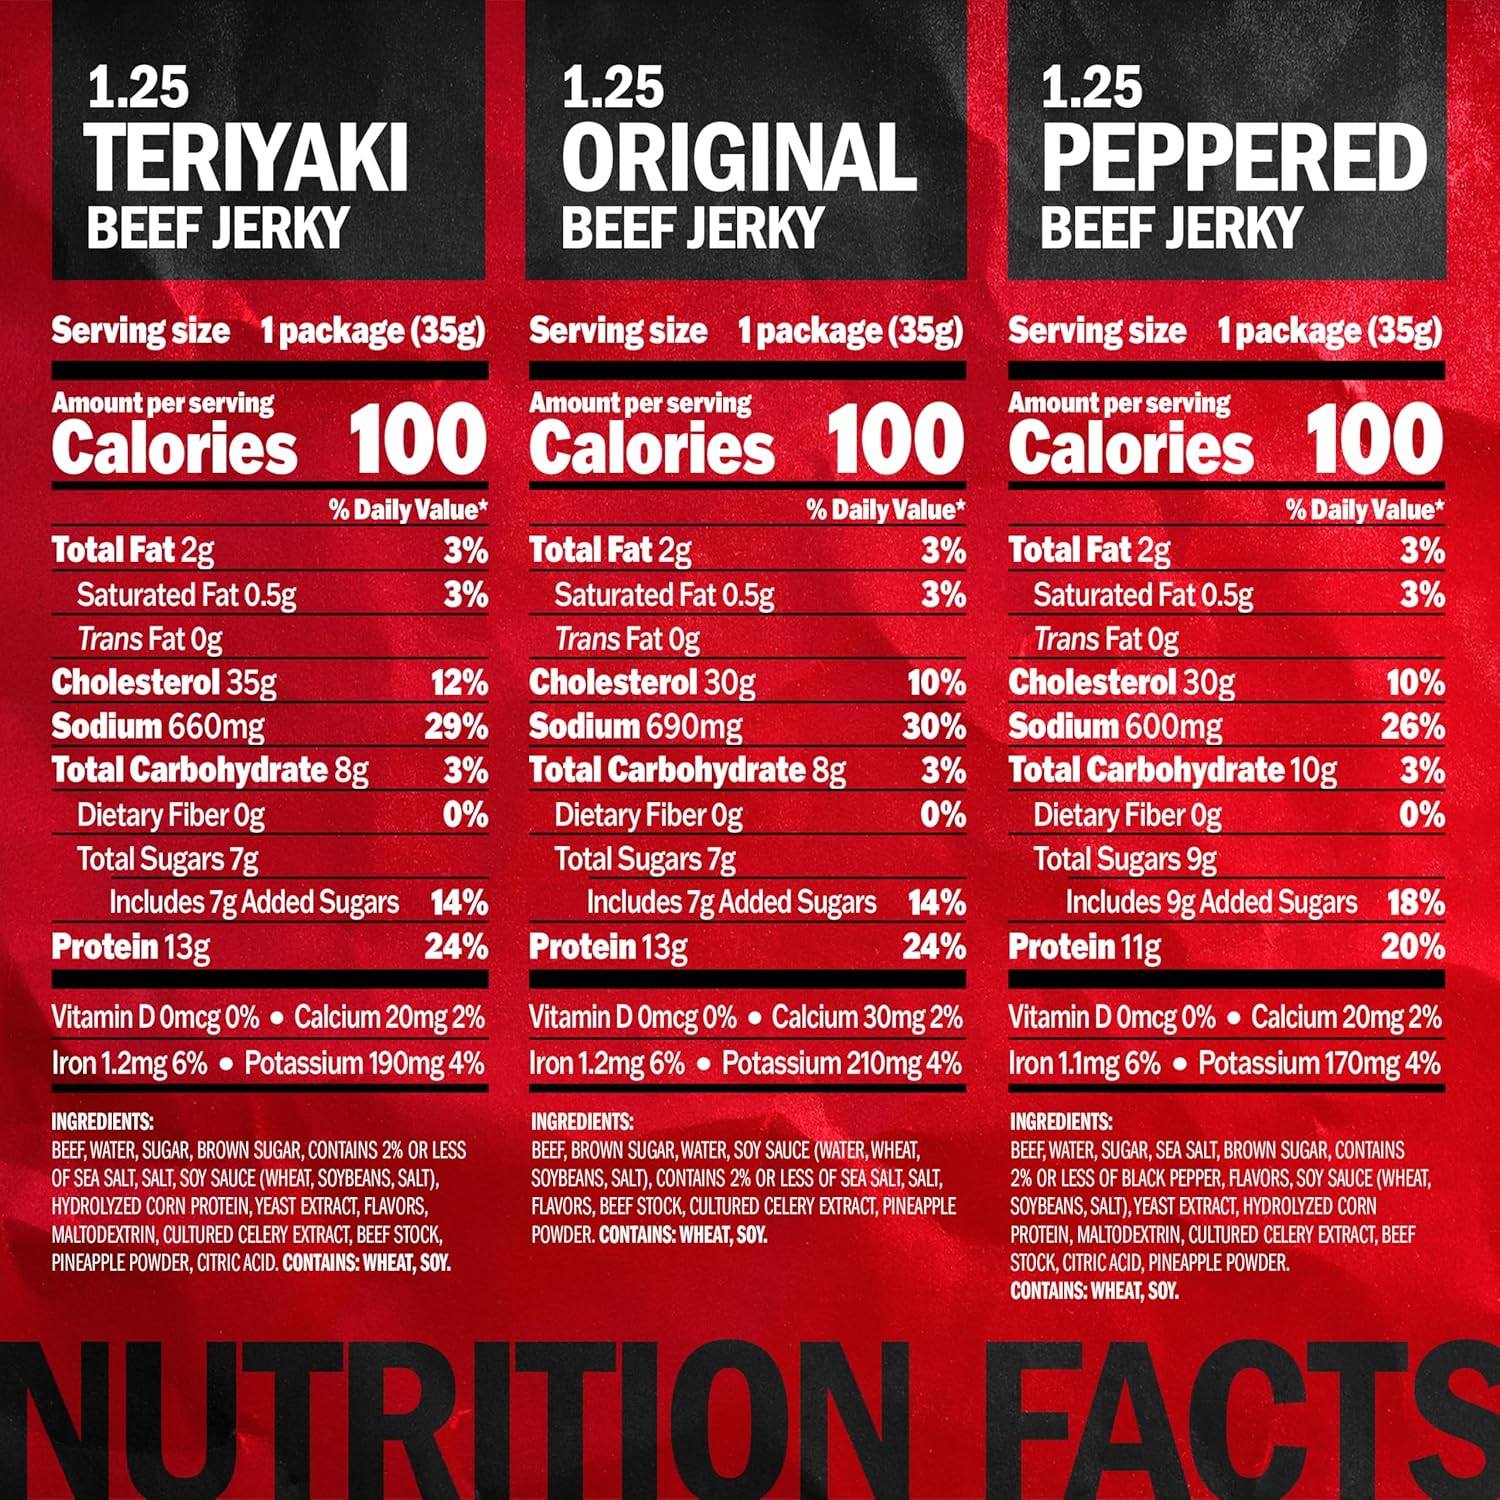 1.25
TERIYAKI
BEEF JERKY
Serving size 1 package (35g)
Amount per serving
Calories 100
% Daily Value*
Total Fat 2g 3%
Saturated Fat 0.5g 3%
Trans Fat 0g
Cholesterol 35g 12%
Sodium 660mg 29%
Total Carbohydrate 8g 3%
Dietary Fiber 0g 0%
Total Sugars 7g
Includes 7g Added Sugars 14%
Protein 13g 24%
Vitamin D 0mcg 0% • Calcium 20mg 2%
Iron 1.2mg 6% • Potassium 190mg 4%
INGREDIENTS:
BEEF, WATER, SUGAR, BROWN SUGAR, CONTAINS 2% OR LESS
OF SEA SALT, SALT, SOY SAUCE (WHEAT, SOYBEANS, SALT),
HYDROLYZED CORN PROTEIN, YEAST EXTRACT, FLAVORS,
MALTODEXTRIN, CULTURED CELERY EXTRACT, BEEF STOCK,
PINEAPPLE POWDER, CITRIC ACID. CONTAINS: WHEAT, SOY.
1.25
ORIGINAL
BEEF JERKY
Serving size 1 package (35g)
Amount per serving
Calories 100
% Daily Value*
Total Fat 2g 3%
Saturated Fat 0.5g 3%
Trans Fat 0g
Cholesterol 30g 10%
Sodium 690mg 30%
Total Carbohydrate 8g 3%
Dietary Fiber 0g 0%
Total Sugars 7g
Includes 7g Added Sugars 14%
Protein 13g 24%
Vitamin D 0mcg 0% • Calcium 30mg 2%
Iron 1.2mg 6% • Potassium 210mg 4%
INGREDIENTS:
BEEF, BROWN SUGAR, WATER, SOY SAUCE (WATER, WHEAT,
SOYBEANS, SALT), CONTAINS 2% OR LESS OF SEA SALT, SALT,
FLAVORS, BEEF STOCK, CULTURED CELERY EXTRACT, PINEAPPLE
POWDER. CONTAINS: WHEAT, SOY.
1.25
PEPPERED
BEEF JERKY
Serving size 1 package (35g)
Amount per serving
Calories 100
% Daily Value*
Total Fat 2g 3%
Saturated Fat 0.5g 3%
Trans Fat 0g
Cholesterol 30g 10%
Sodium 600mg 26%
Total Carbohydrate 10g 3%
Dietary Fiber 0g 0%
Total Sugars 9g
Includes 9g Added Sugars 18%
Protein 11g 20%
Vitamin D 0mcg 0% • Calcium 20mg 2%
Iron 1.1mg 6% • Potassium 170mg 4%
INGREDIENTS:
BEEF, WATER, SUGAR, SEA SALT, BROWN SUGAR, CONTAINS
2% OR LESS OF BLACK PEPPER, FLAVORS, SOY SAUCE (WHEAT,
SOYBEANS, SALT), YEAST EXTRACT, HYDROLYZED CORN
PROTEIN, MALTODEXTRIN, CULTURED CELERY EXTRACT, BEEF
STOCK, CITRIC ACID, PINEAPPLE POWDER.
CONTAINS: WHEAT, SOY.
NUTRITION FACTS